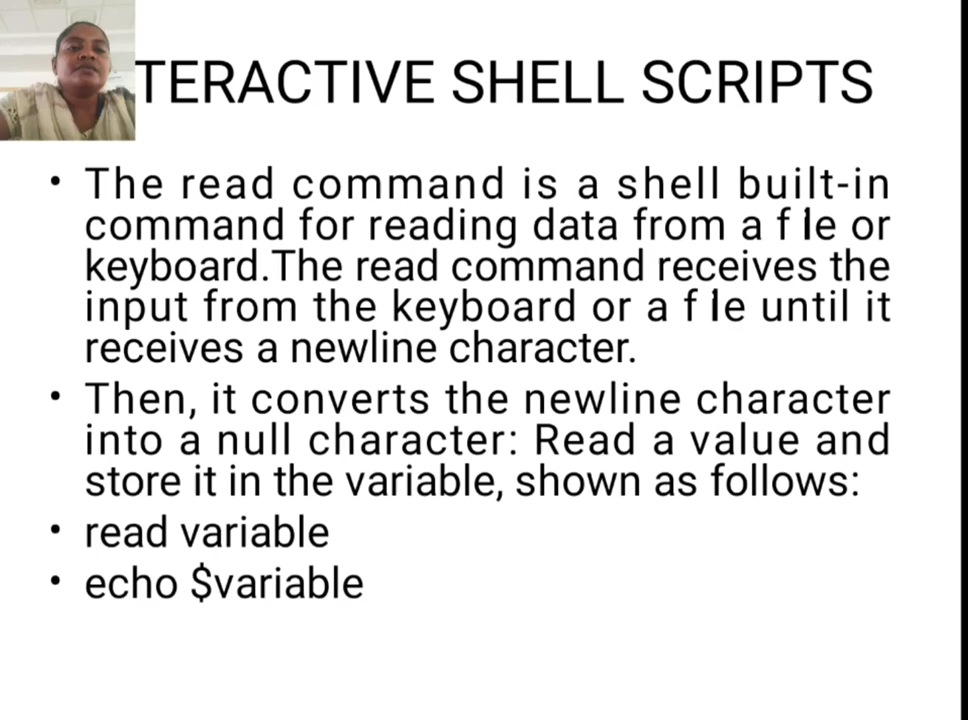 TERACTIVE SHELL SCRIPTS
• The read command is a shell built-in
command for reading data from a f le or
keyboard.The read command receives the
input from the keyboard or a f le until it
receives a newline character.
• Then, it converts the newline character
into a null character: Read a value and
store it in the variable, shown as follows:
• read variable
• echo $variable